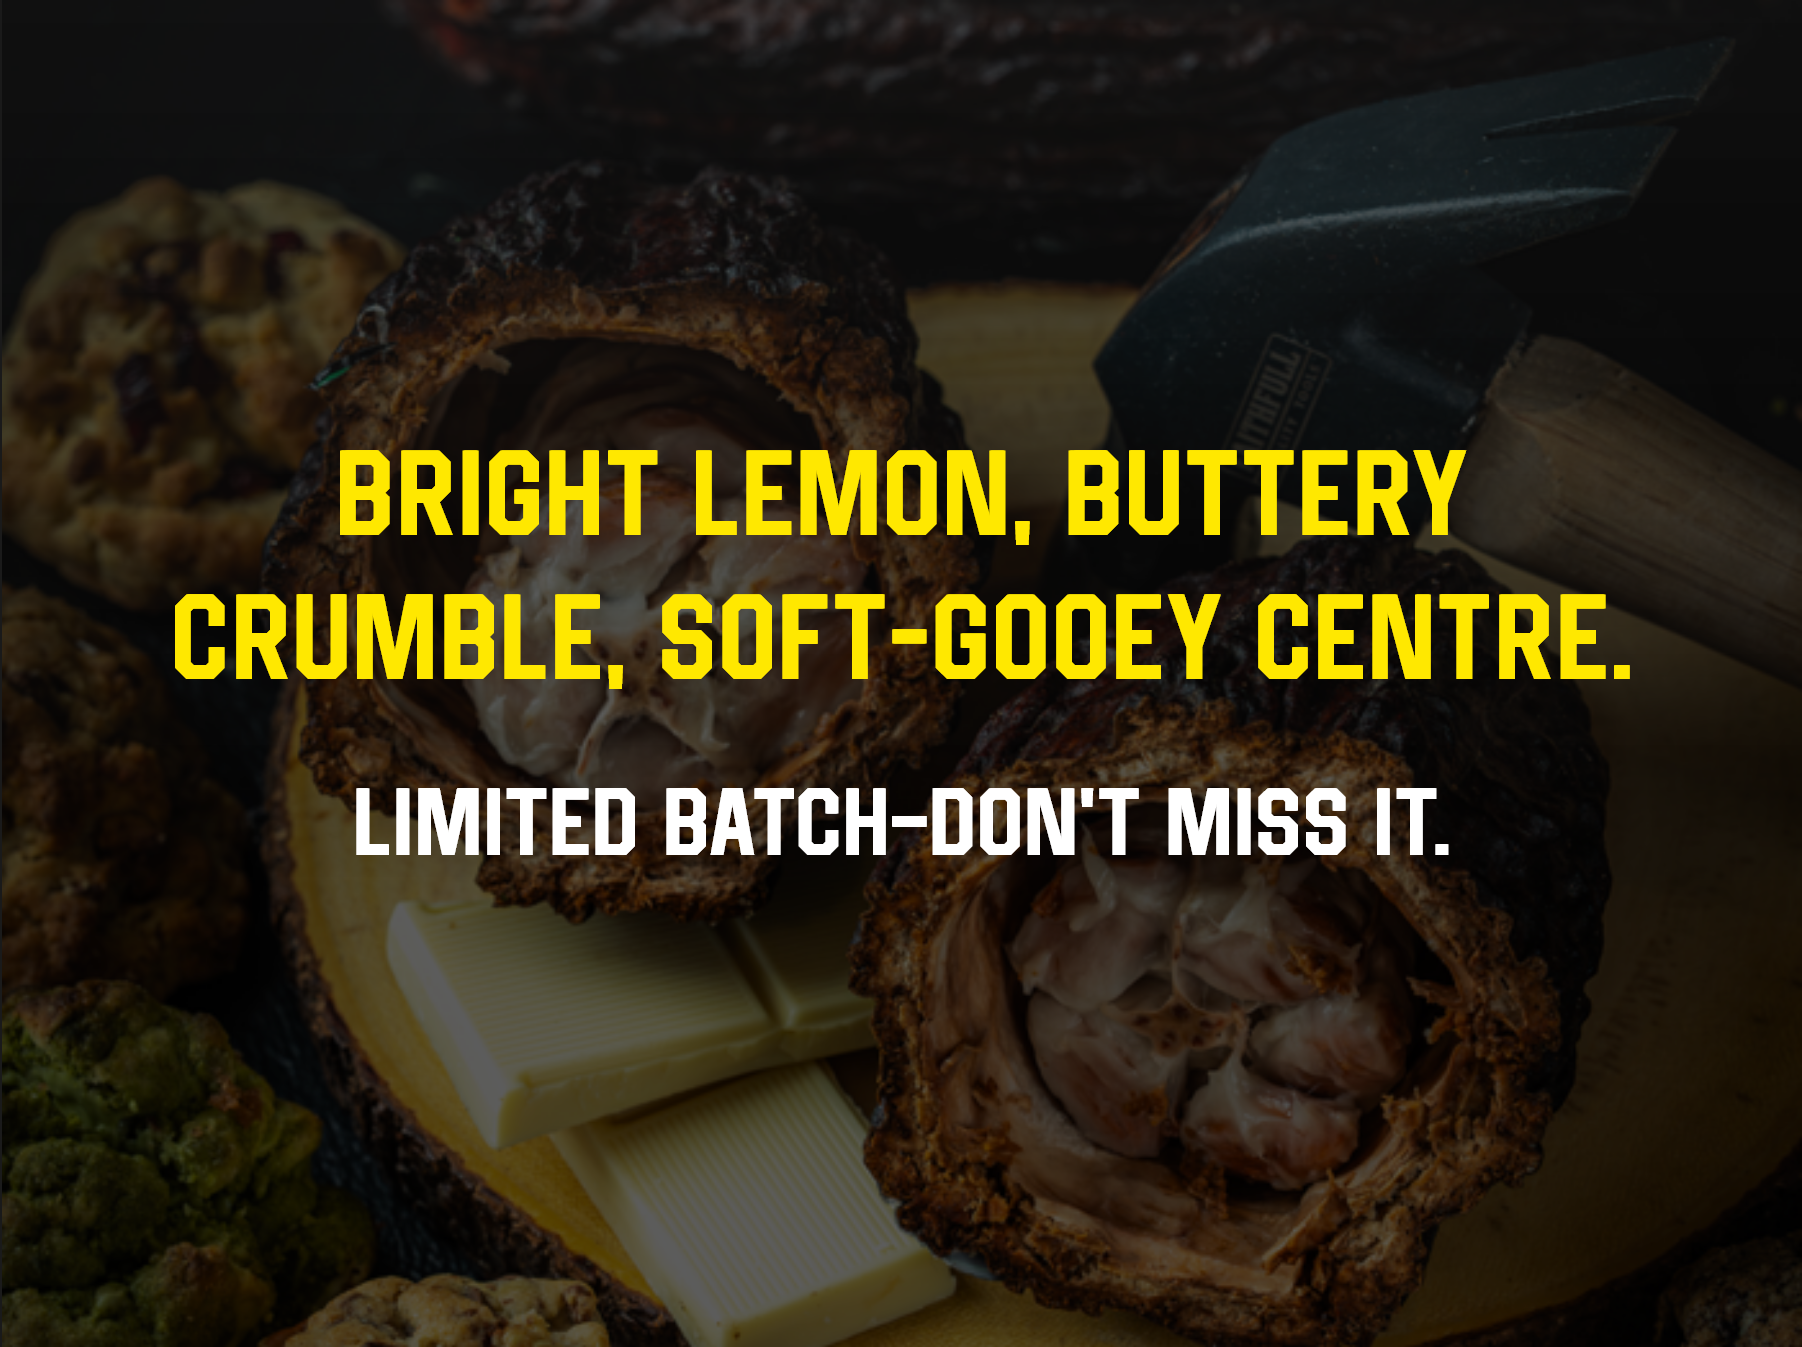 BRIGHT LEMON, BUTTERY
CRUMBLE, SOFT-GOOEY CENTRE.
LIMITED BATCH–DON'T MISS IT.